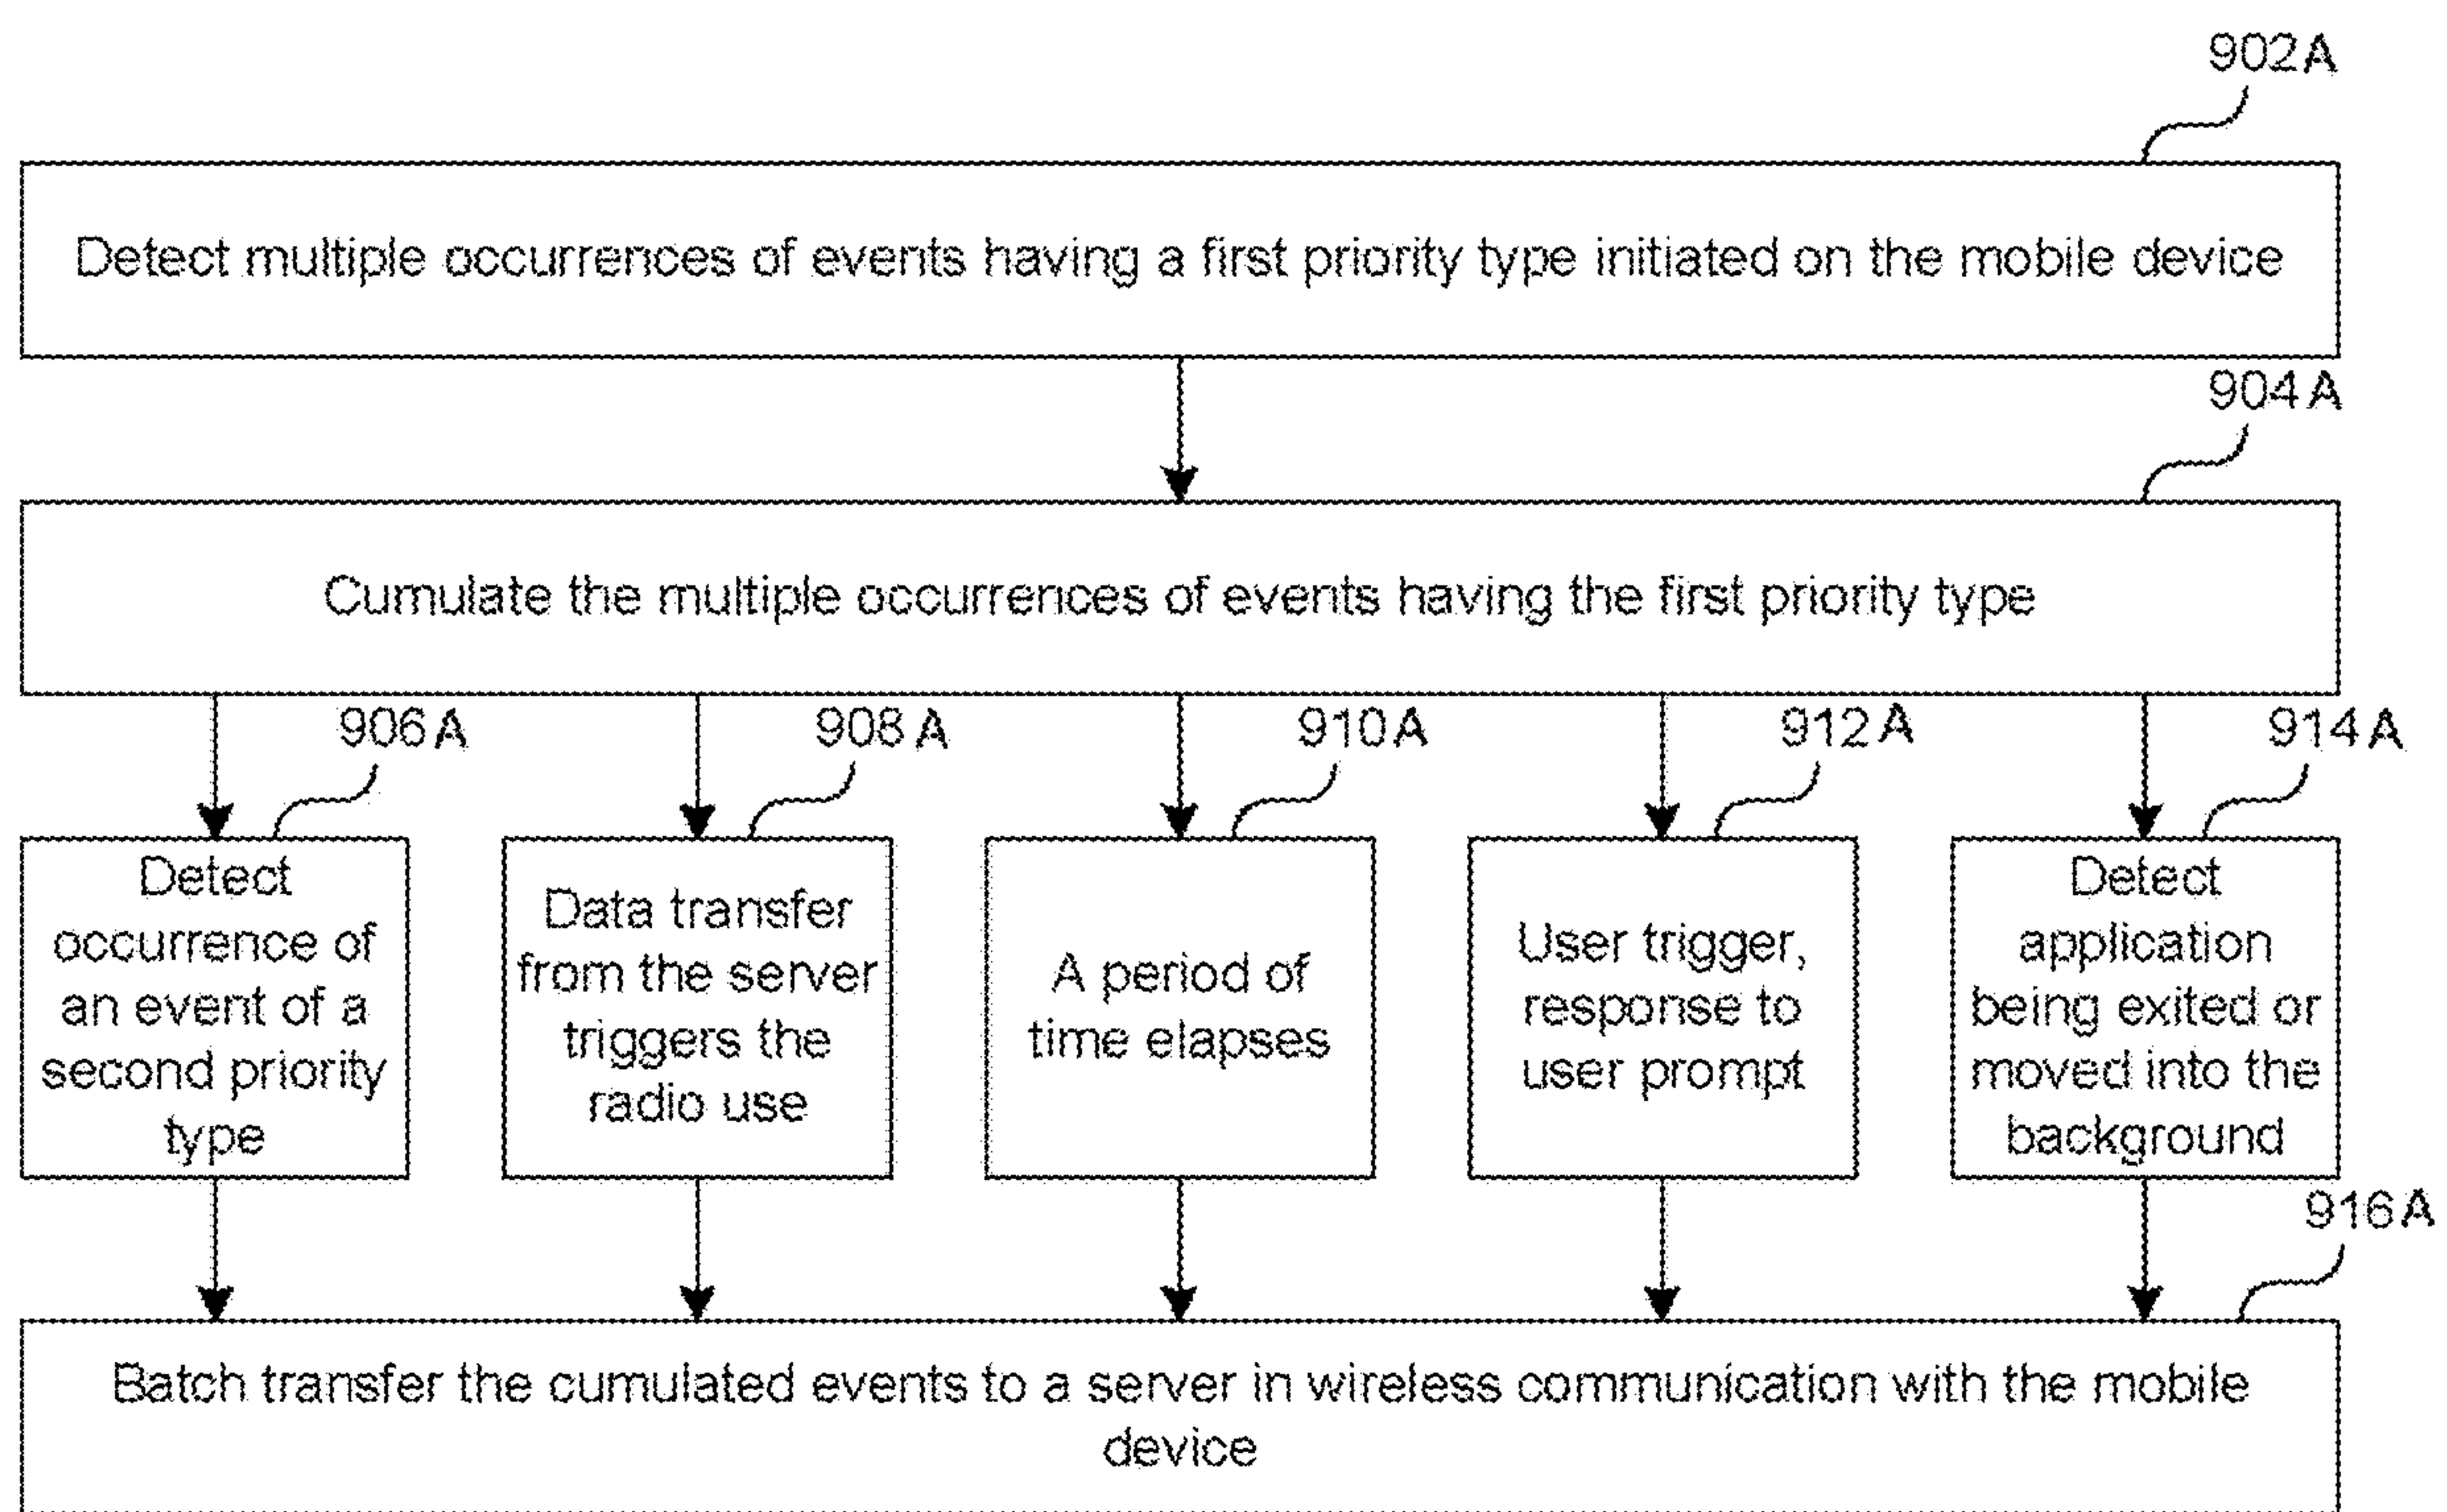 902A
Detect multiple occurrences of events having a first priority type initiated on the mobile device
904A
Cumulate the multiple occurrences of events having the first priority type
906A
Detect
occurrence of
an event of a
second priority
type
908A
Data transfer
from the server
triggers the
radio use
910A
A period of
time elapses
912A
User trigger,
response to
user prompt
914A
Detect
application
being exited or
moved into the
background
916A
Batch transfer the cumulated events to a server in wireless communication with the mobile
device